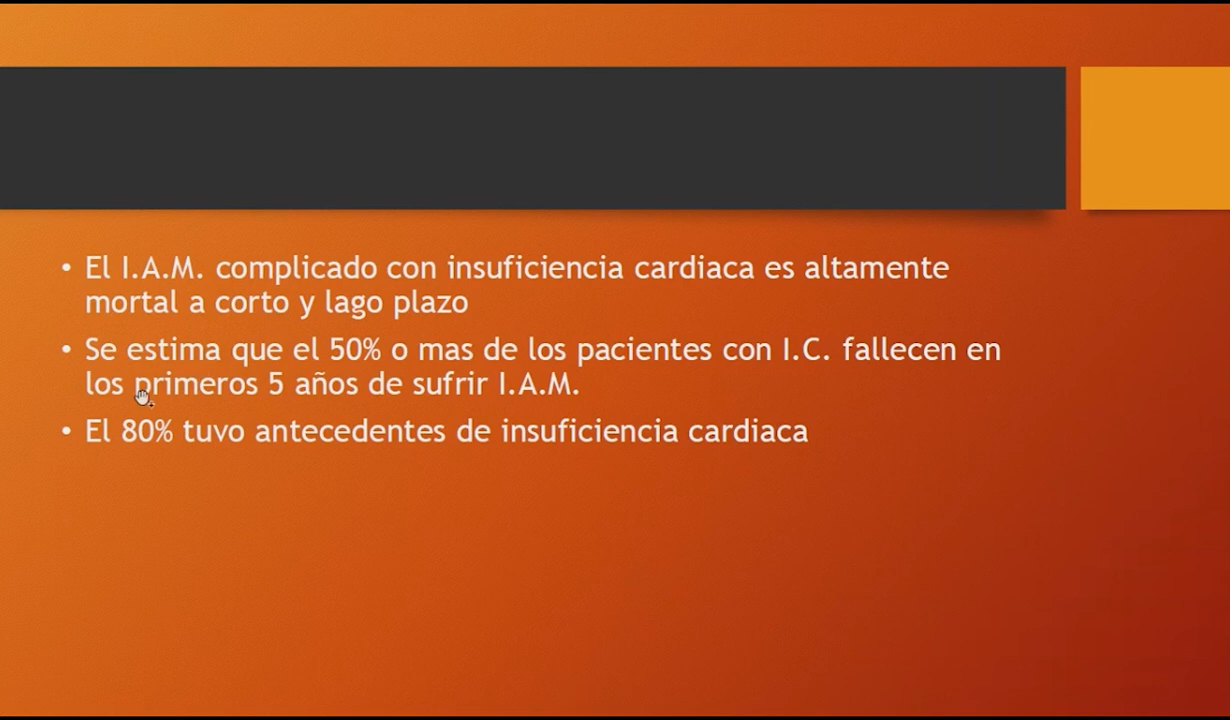 • El I.A.M. complicado con insuficiencia cardiaca es altamente
mortal a corto y lago plazo
• Se estima que el 50% o mas de los pacientes con I.C. fallecen en
los primeros 5 años de sufrir I.A.M.
• El 80% tuvo antecedentes de insuficiencia cardiaca